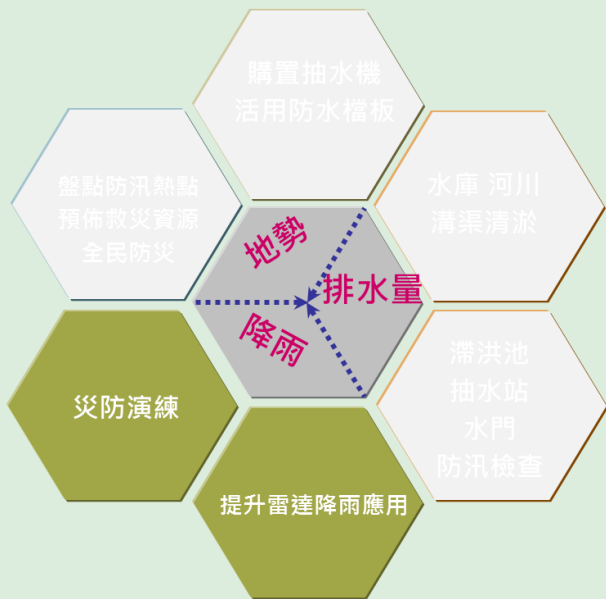 購置抽水機
活用防水檔板
盤點防汛熱點
預佈救災資源
全民防災
水庫 河川
溝渠清淤
地勢
排水量
降雨
災防演練
滯洪池
抽水站
水門
防汛檢查
提升雷達降雨應用